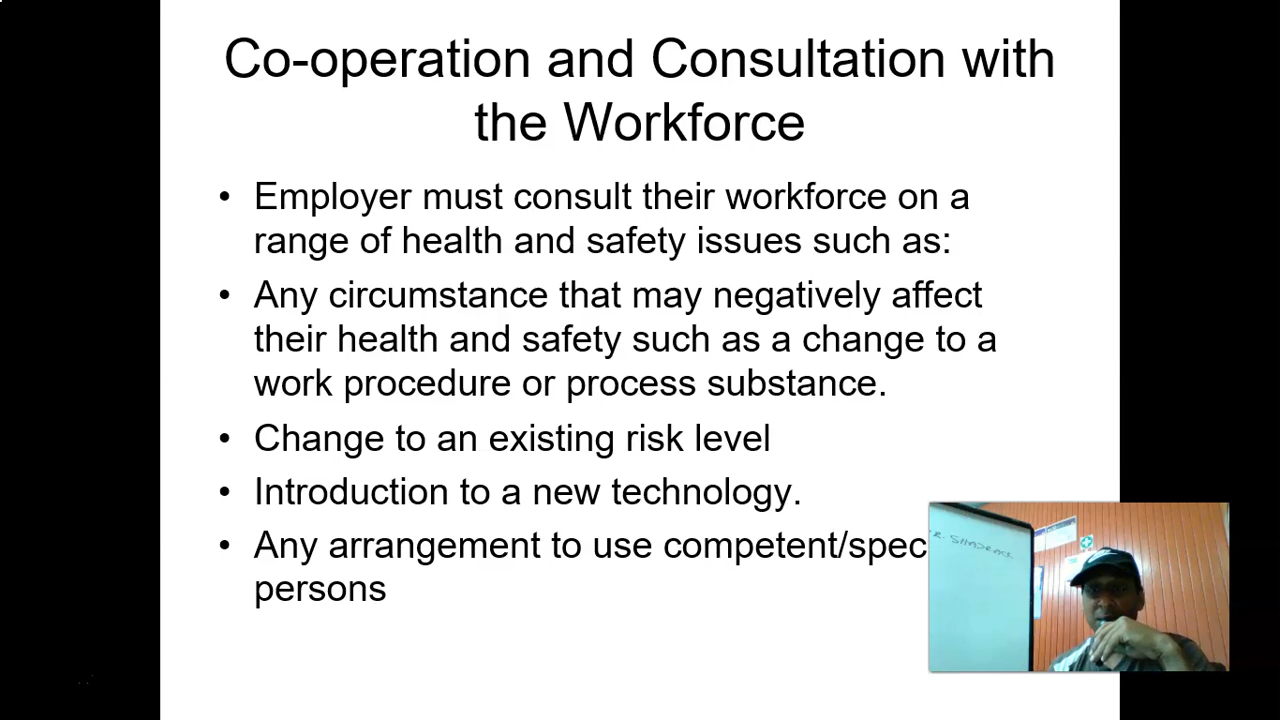 Co-operation and Consultation with
the Workforce
• Employer must consult their workforce on a
range of health and safety issues such as:
• Any circumstance that may negatively affect
their health and safety such as a change to a
work procedure or process substance.
• Change to an existing risk level
• Introduction to a new technology.
• Any arrangement to use competent/spec
persons